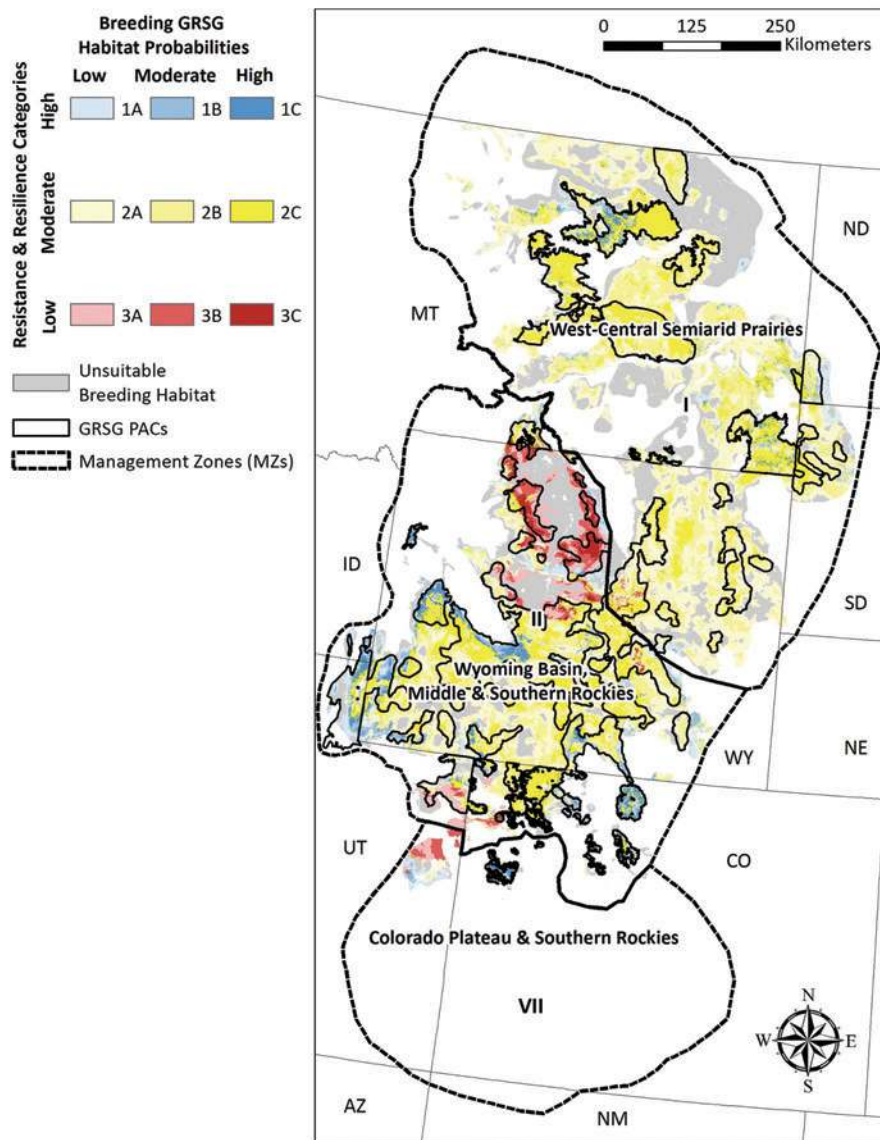 Breeding GRSG
Habitat Probabilities
Low Moderate High
Resistance & Resilience Categories
High
1A 1B 1C
Moderate
2A 2B 2C
Low
3A 3B 3C
Unsuitable
Breeding Habitat
GRSG PACs
Management Zones (MZs)
0 125 250
Kilometers
ND
MT
West-Central Semiarid Prairies
I
ID
SD
II
Wyoming Basin,
Middle & Southern Rockies
WY
NE
UT
CO
Colorado Plateau & Southern Rockies
VII
N
W E
S
AZ
NM